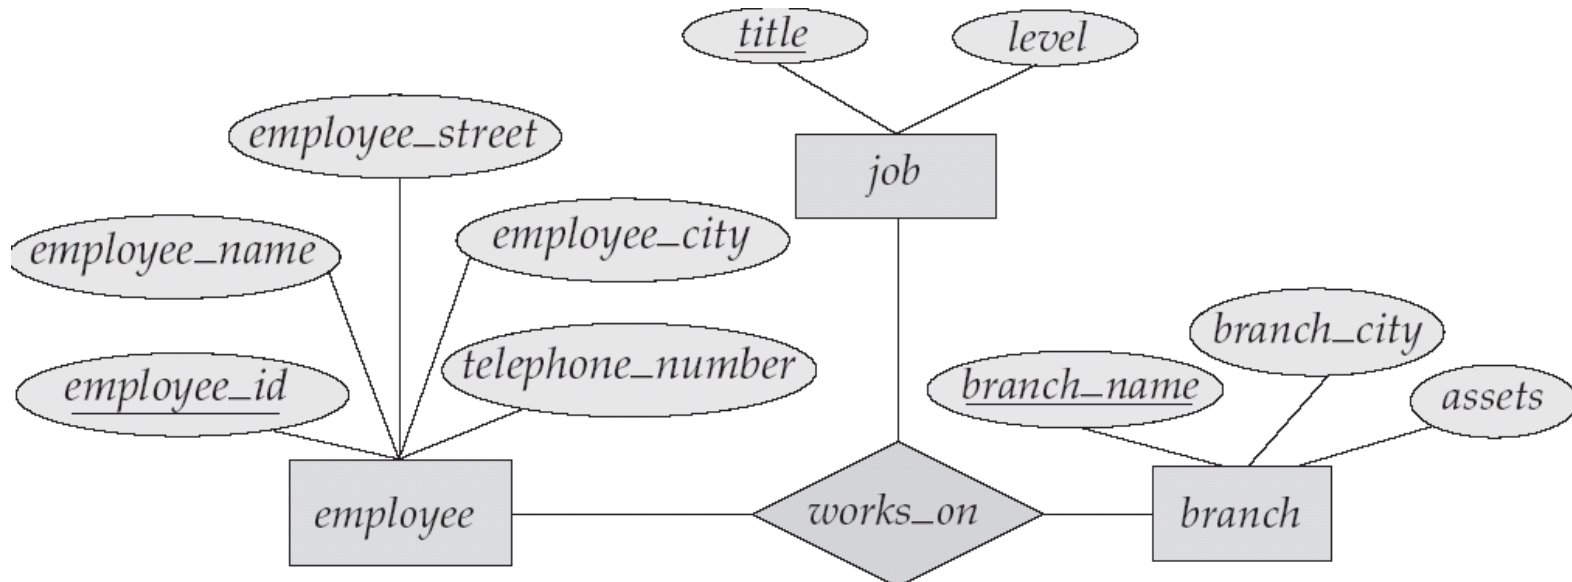 title
level
employee_street
job
employee_name
employee_city
branch_city
telephone_number
employee_id
branch_name
assets
employee
works_on
branch